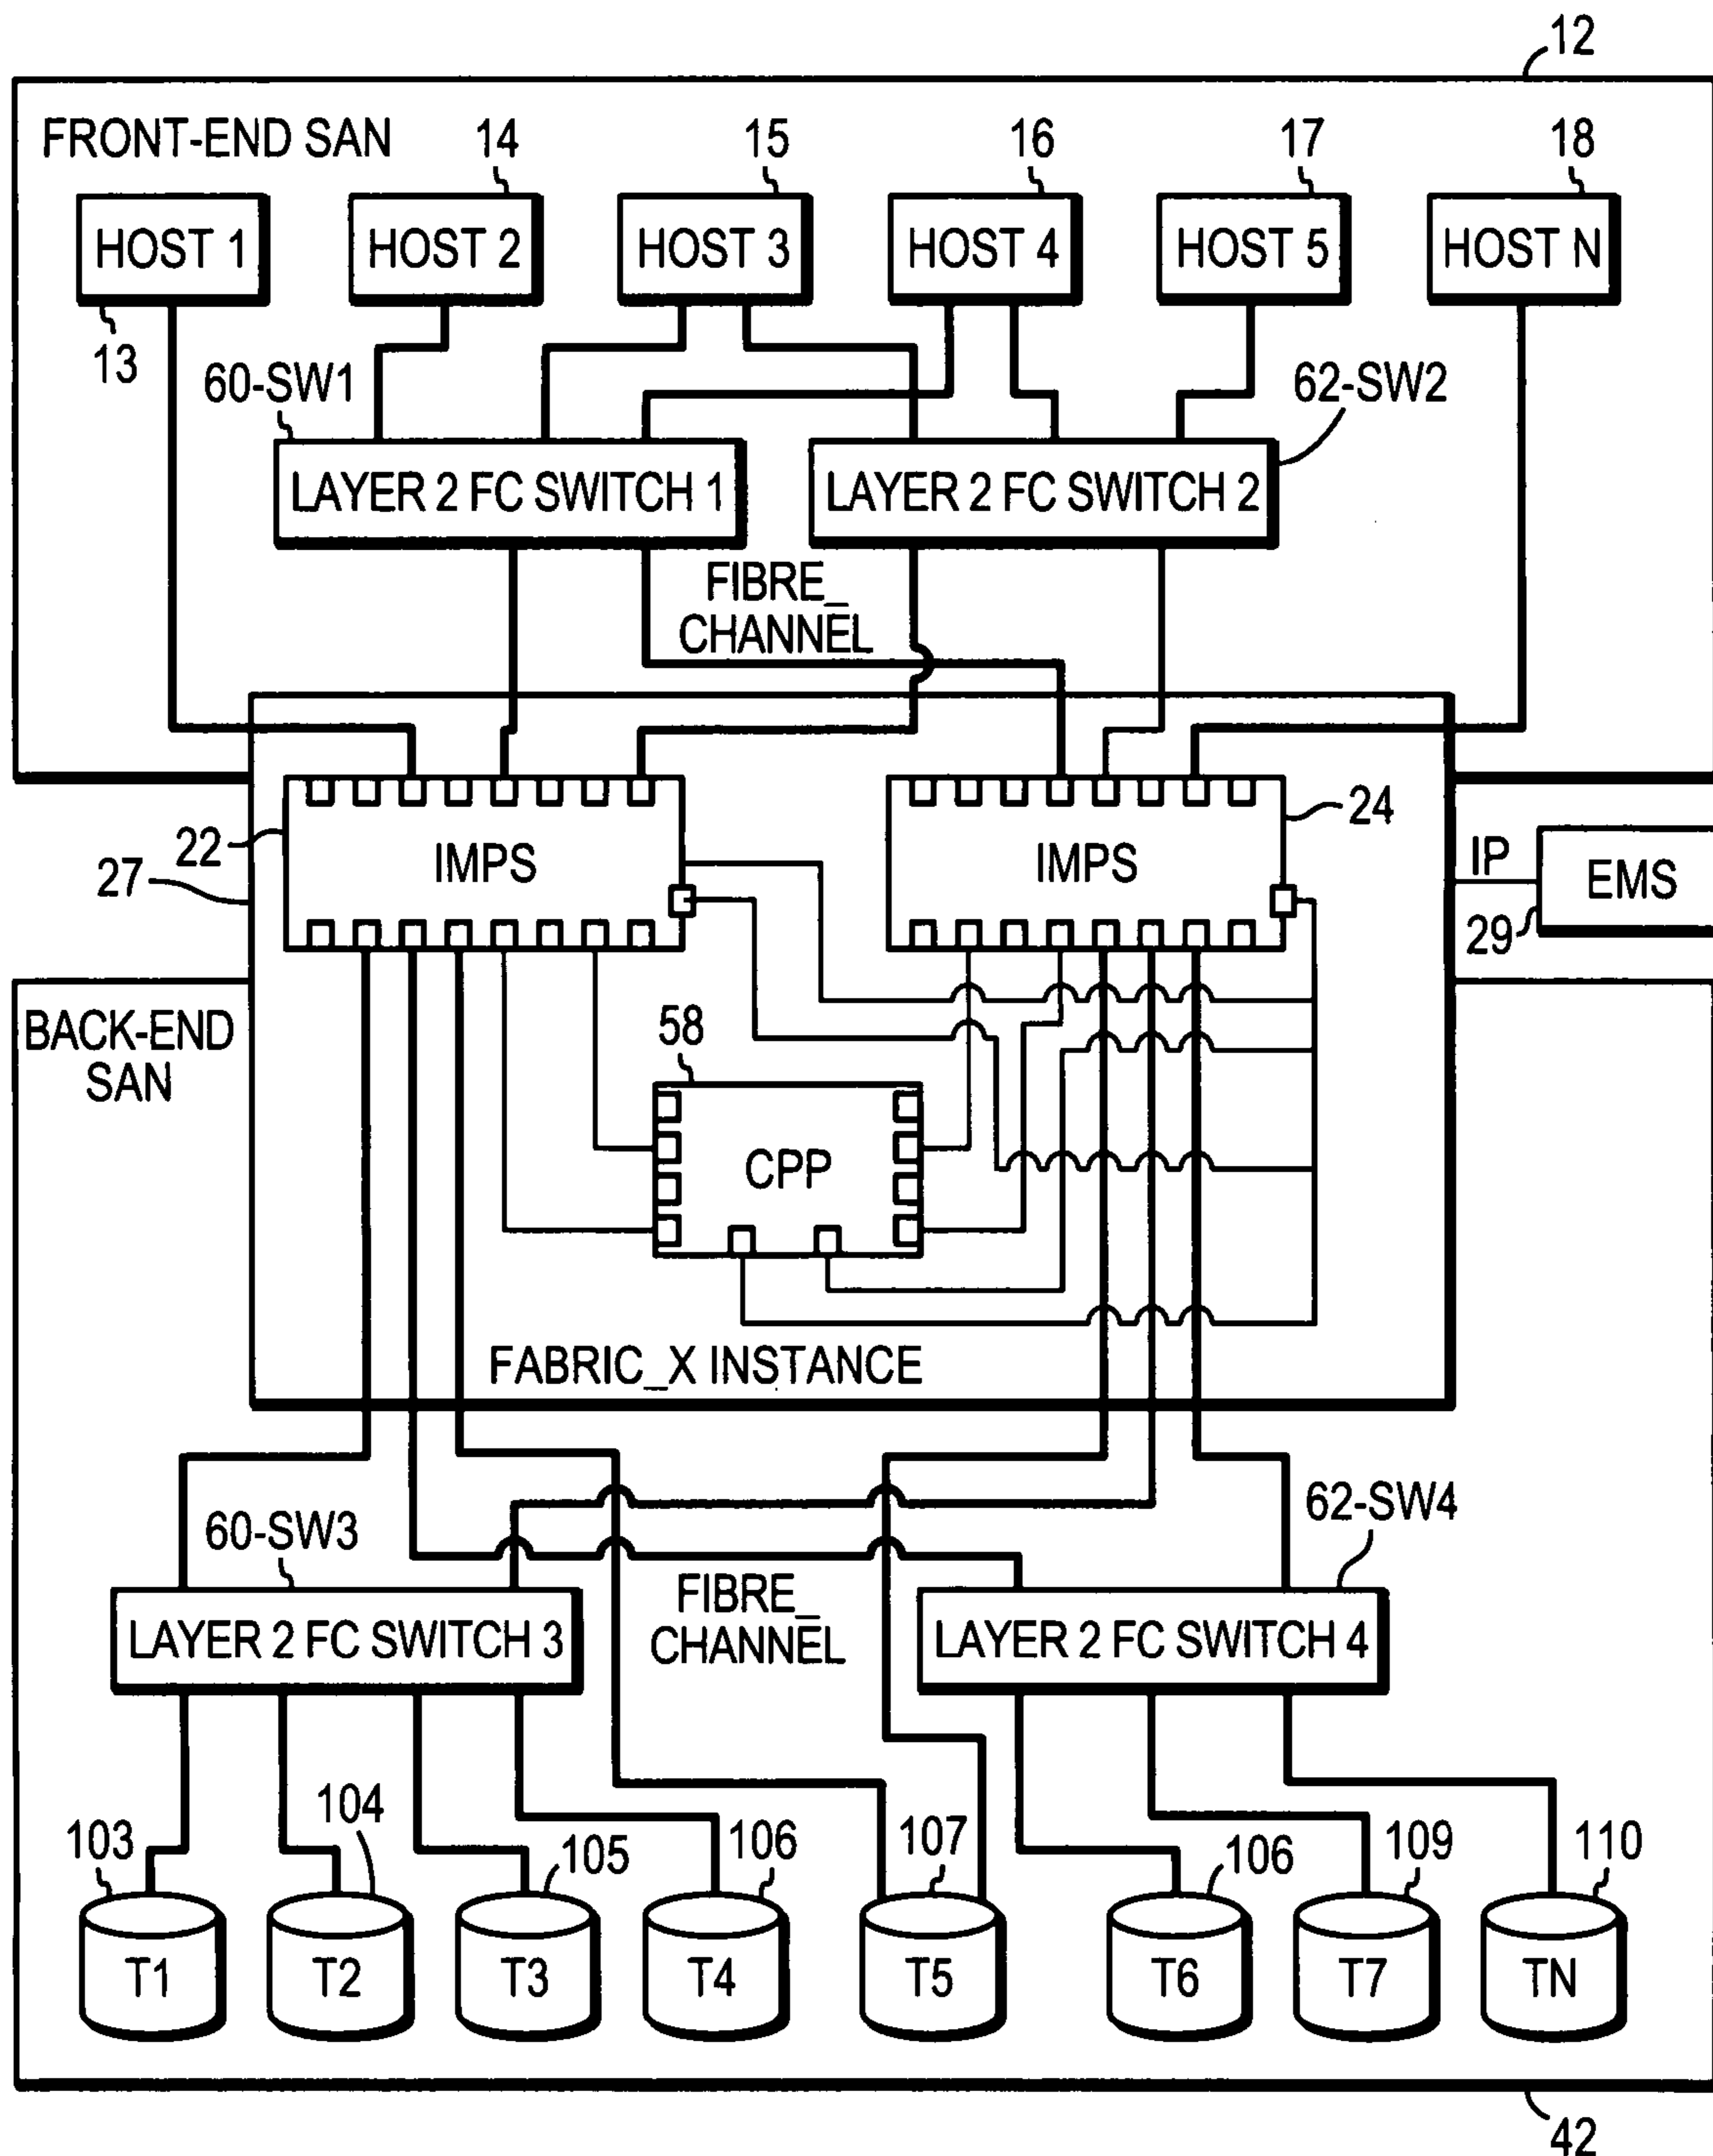 12
FRONT-END SAN
14
15
16
17
18
HOST 1
HOST 2
HOST 3
HOST 4
HOST 5
HOST N
13
60-SW1
62-SW2
LAYER 2 FC SWITCH 1
LAYER 2 FC SWITCH 2
FIBRE_
CHANNEL
22
27
IMPS
IMPS
24
IP
EMS
29
BACK-END
SAN
58
CPP
FABRIC_X INSTANCE
60-SW3
62-SW4
LAYER 2 FC SWITCH 3
FIBRE_
CHANNEL
LAYER 2 FC SWITCH 4
103
104
105
106
107
106
109
110
T1
T2
T3
T4
T5
T6
T7
TN
42